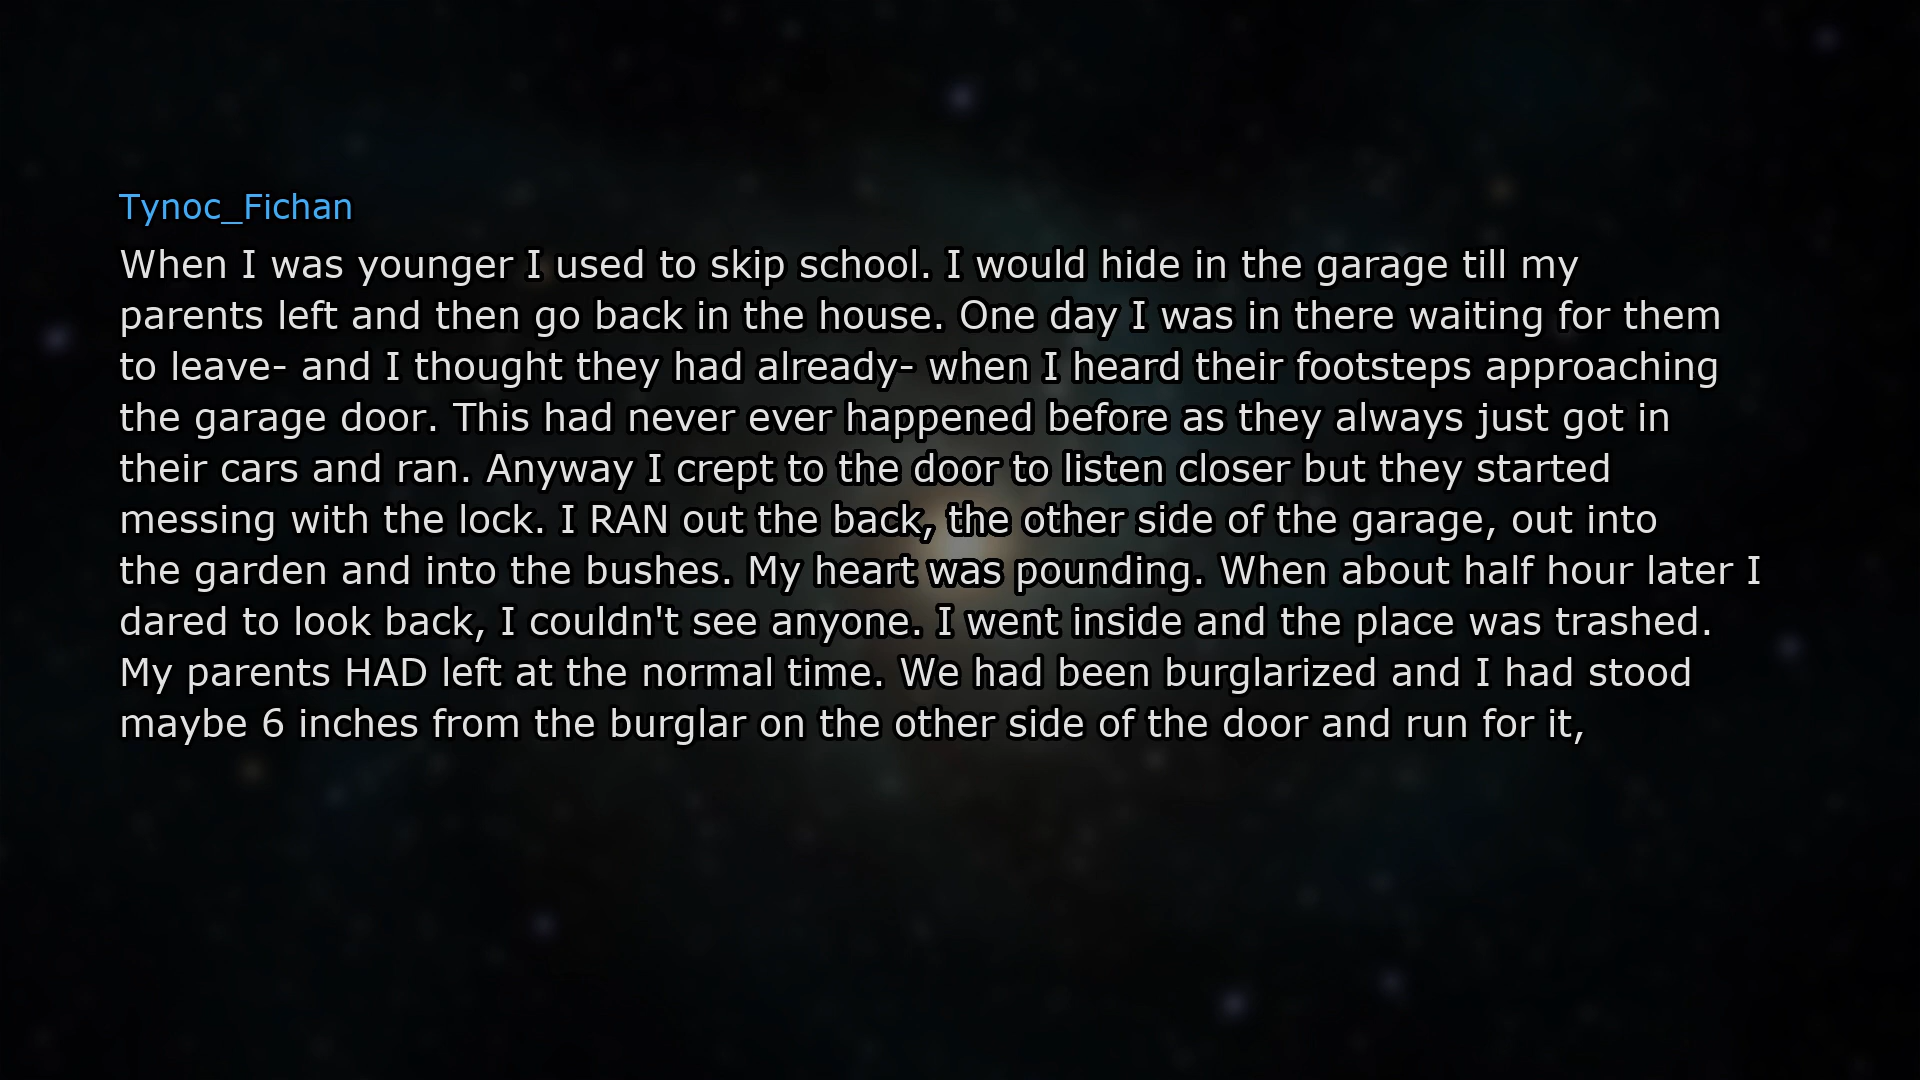 Tynoc_Fichan
When I was younger I used to skip school. I would hide in the garage till my
parents left and then go back in the house. One day I was in there waiting for them
to leave- and I thought they had already- when I heard their footsteps approaching
the garage door. This had never ever happened before as they always just got in
their cars and ran. Anyway I crept to the door to listen closer but they started
messing with the lock. I RAN out the back, the other side of the garage, out into
the garden and into the bushes. My heart was pounding. When about half hour later I
dared to look back, I couldn't see anyone. I went inside and the place was trashed.
My parents HAD left at the normal time. We had been burglarized and I had stood
maybe 6 inches from the burglar on the other side of the door and run for it,